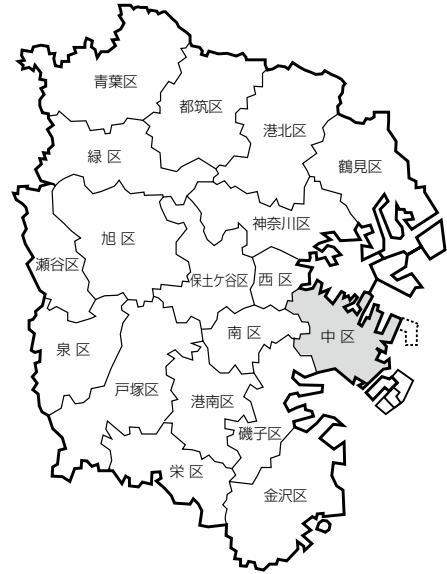 青葉区
都筑区
港北区
緑 区
鶴見区
神奈川区
旭 区
瀬谷区
保土ケ谷区
西 区
中 区
南 区
泉 区
戸塚区
港南区
磯子区
栄 区
金沢区